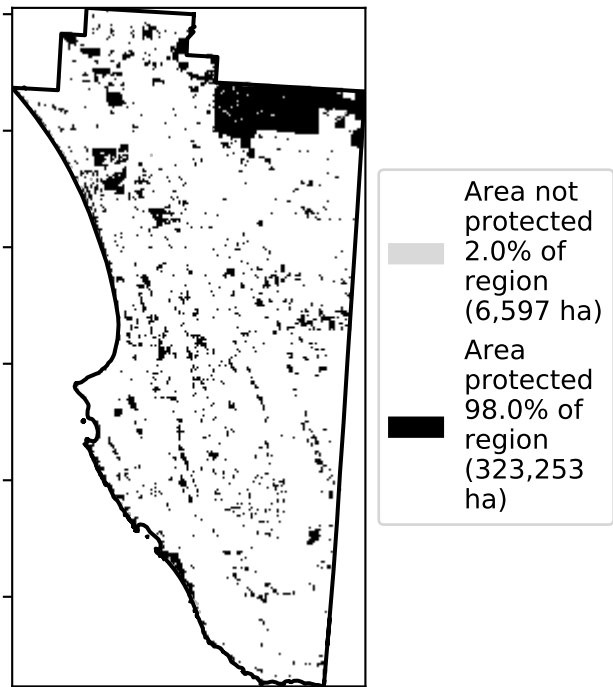 Area not
protected
2.0% of
region
(6,597 ha)
Area
protected
98.0% of
region
(323,253
ha)